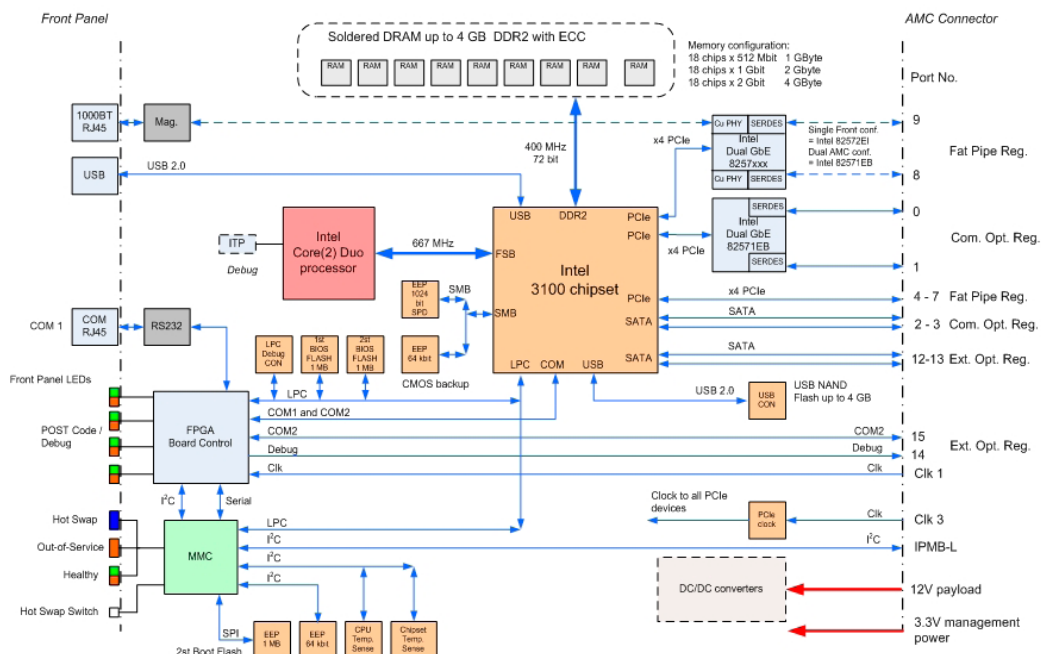 Front Panel
AMC Connector
Soldered DRAM up to 4 GB DDR2 with ECC
RAM RAM RAM RAM RAM RAM RAM RAM RAM
Memory configuration:
18 chips x 512 Mbit 1 GByte
18 chips x 1 Gbit 2 Gbyte
18 chips x 2 Gbit 4 GByte
Port No.
1000BT
RJ45
Mag.
Cu PHY SERDES
Intel
Dual GbE
8257xxx
Cu PHY SERDES
x4 PCIe
Single Front conf.
= Intel 82572EI
Dual AMC conf.
= Intel 82571EB
9
Fat Pipe Reg.
8
400 MHz
72 bit
USB
USB 2.0
SERDES
Intel
Dual GbE
82571EB
SERDES
x4 PCIe
0
Com. Opt. Reg.
1
ITP
Debug
Intel
Core(2) Duo
processor
667 MHz
USB
DDR2
PCIe
PCIe
FSB
Intel
3100 chipset
SMB
PCIe
SATA
SATA
LPC
COM
USB
x4 PCIe
4 - 7 Fat Pipe Reg.
SATA
2 - 3 Com. Opt. Reg.
SATA
12-13 Ext. Opt. Reg.
EEP
1024
bit
SPD
SMB
EEP
64 kbit
CMOS backup
COM 1
COM
RJ45
RS232
LPC
Debug
CON
1st
BIOS
FLASH
1 MB
2st
BIOS
FLASH
1 MB
Front Panel LEDs
LPC
USB 2.0
USB
CON
USB NAND
Flash up to 4 GB
POST Code /
Debug
FPGA
Board Control
COM1 and COM2
COM2
COM2
15
Ext. Opt. Reg.
Debug
Debug
14
Clk
Clk
Clk 1
I²C
Serial
Hot Swap
Out-of-Service
Healthy
Hot Swap Switch
MMC
LPC
I²C
I²C
I²C
Clock to all PCIe
devices
PCIe
clock
Clk
Clk 3
I²C
IPMB-L
DC/DC converters
12V payload
3.3V management
power
SPI
2st Boot Flash
EEP
1 MB
EEP
64 kbit
CPU
Temp.
Sense
Chipset
Temp.
Sense